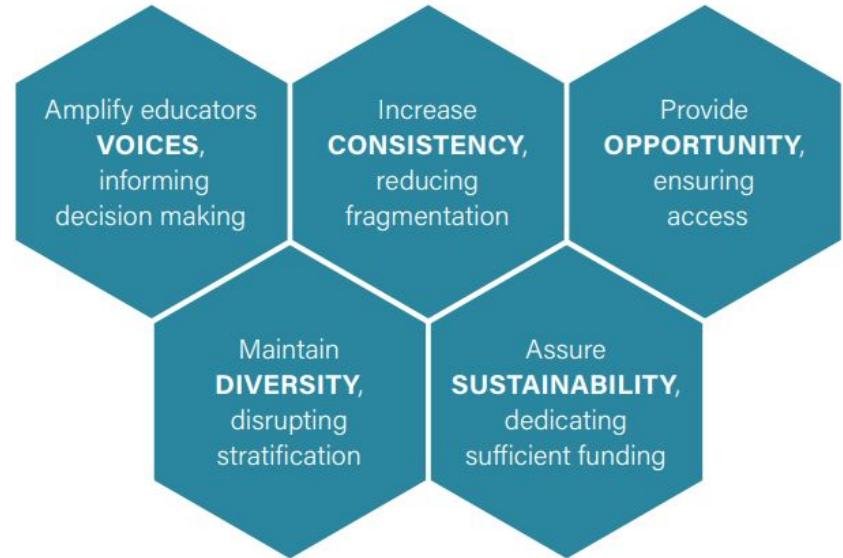 Amplify educators
VOICES,
informing
decision making
Increase
CONSISTENCY,
reducing
fragmentation
Provide
OPPORTUNITY,
ensuring
access
Maintain
DIVERSITY,
disrupting
stratification
Assure
SUSTAINABILITY,
dedicating
sufficient funding